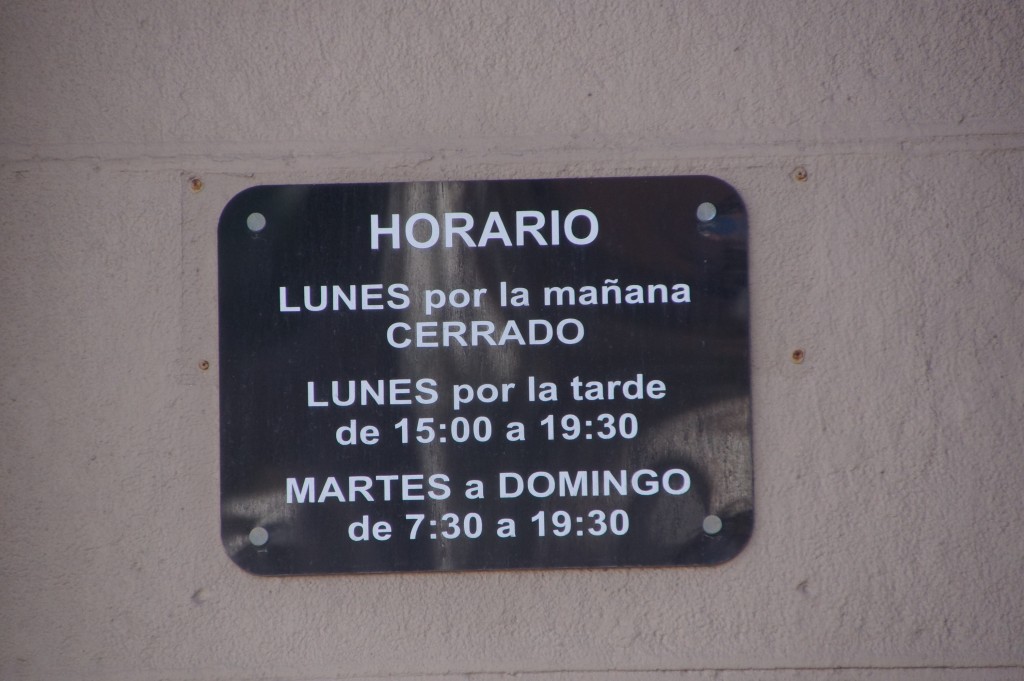 HORARIO
LUNES por la mañana
CERRADO
LUNES por la tarde
de 15:00 a 19:30
MARTES a DOMINGO
de 7:30 a 19:30